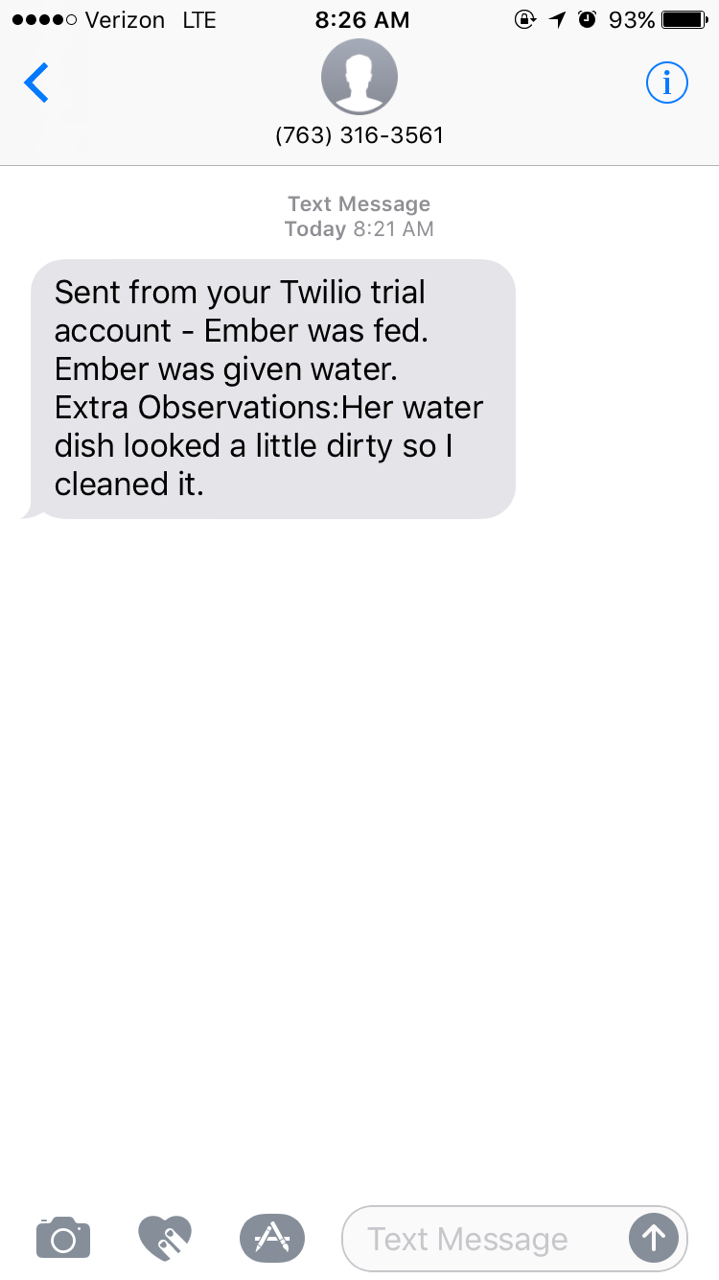 Verizon LTE 8:26 AM 93%
(763) 316-3561
Text Message
Today 8:21 AM
Sent from your Twilio trial
account - Ember was fed.
Ember was given water.
Extra Observations:Her water
dish looked a little dirty so I
cleaned it.
Text Message